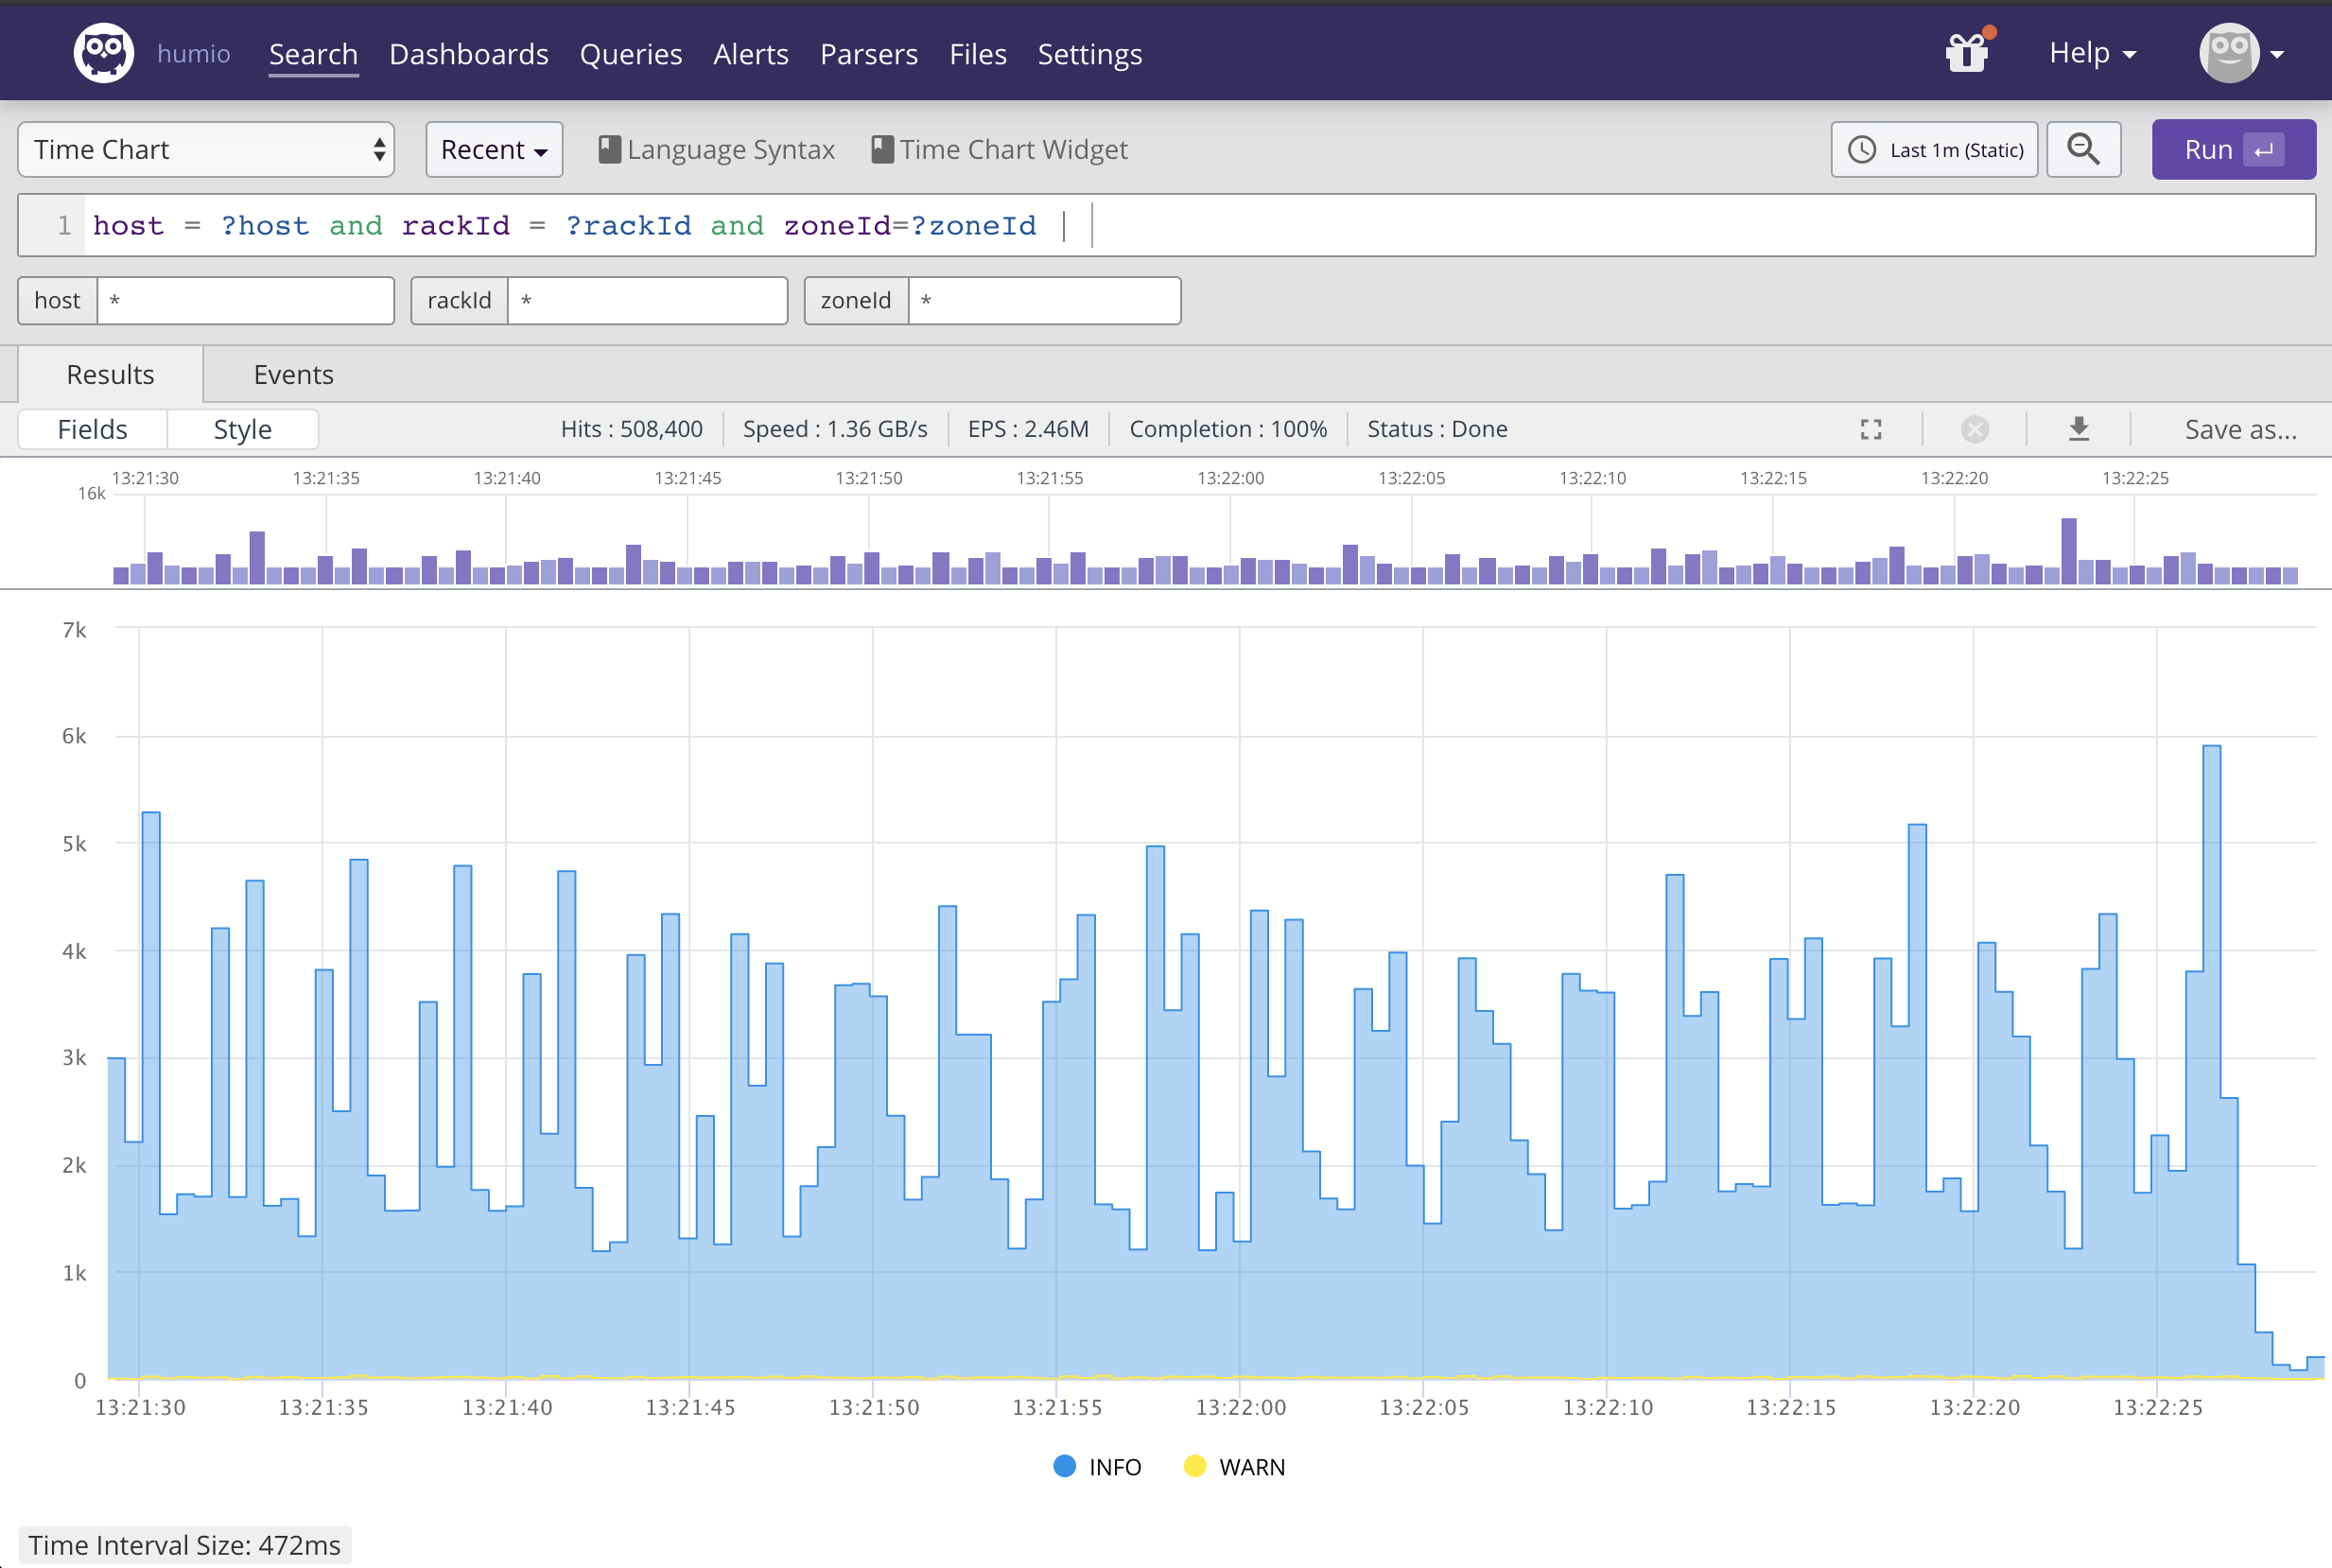 humio Search Dashboards Queries Alerts Parsers Files Settings Help
Time Chart Recent Language Syntax Time Chart Widget Last 1m (Static) Run
1 host = ?host and rackId = ?rackId and zoneId=?zoneId |
host * rackId * zoneId *
Results Events
Fields Style Hits : 508,400 Speed : 1.36 GB/s EPS : 2.46M Completion : 100% Status : Done Save as...
13:21:30 13:21:35 13:21:40 13:21:45 13:21:50 13:21:55 13:22:00 13:22:05 13:22:10 13:22:15 13:22:20 13:22:25
16k
7k
6k
5k
4k
3k
2k
1k
0
13:21:30 13:21:35 13:21:40 13:21:45 13:21:50 13:21:55 13:22:00 13:22:05 13:22:10 13:22:15 13:22:20 13:22:25
INFO WARN
Time Interval Size: 472ms